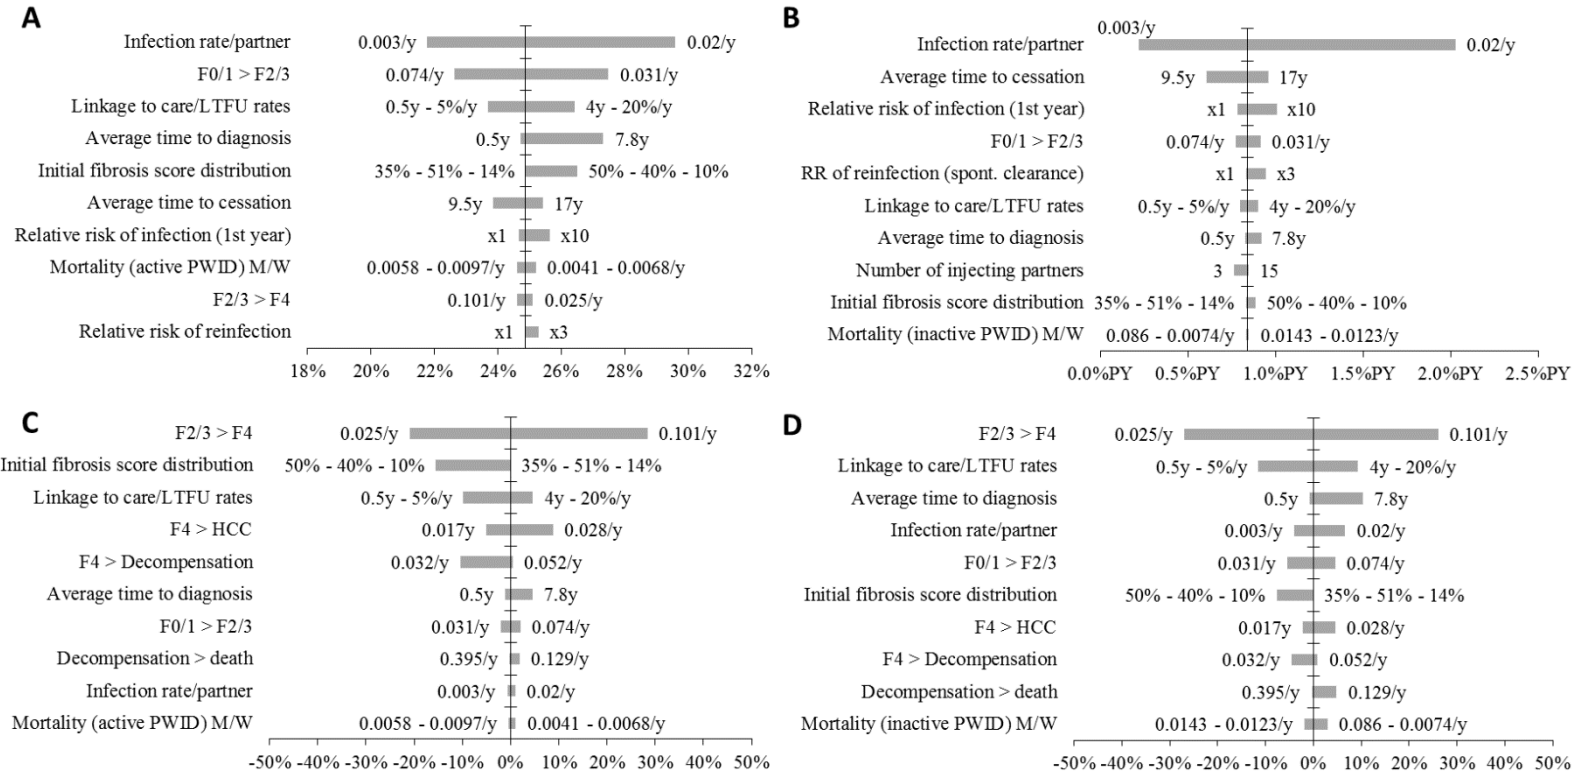 A
Infection rate/partner 0.003/y 0.02/y
F0/1 > F2/3 0.074/y 0.031/y
Linkage to care/LTFU rates 0.5y - 5%/y 4y - 20%/y
Average time to diagnosis 0.5y 7.8y
Initial fibrosis score distribution 35% - 51% - 14% 50% - 40% - 10%
Average time to cessation 9.5y 17y
Relative risk of infection (1st year) x1 x10
Mortality (active PWID) M/W 0.0058 - 0.0097/y 0.0041 - 0.0068/y
F2/3 > F4 0.101/y 0.025/y
Relative risk of reinfection x1 x3
18% 20% 22% 24% 26% 28% 30% 32%
B
0.003/y
Infection rate/partner 0.02/y
Average time to cessation 9.5y 17y
Relative risk of infection (1st year) x1 x10
F0/1 > F2/3 0.074/y 0.031/y
RR of reinfection (spont. clearance) x1 x3
Linkage to care/LTFU rates 0.5y - 5%/y 4y - 20%/y
Average time to diagnosis 0.5y 7.8y
Number of injecting partners 3 15
Initial fibrosis score distribution 35% - 51% - 14% 50% - 40% - 10%
Mortality (inactive PWID) M/W 0.086 - 0.0074/y 0.0143 - 0.0123/y
0.0%PY 0.5%PY 1.0%PY 1.5%PY 2.0%PY 2.5%PY
C
F2/3 > F4 0.025/y 0.101/y
Initial fibrosis score distribution 50% - 40% - 10% 35% - 51% - 14%
Linkage to care/LTFU rates 0.5y - 5%/y 4y - 20%/y
F4 > HCC 0.017y 0.028/y
F4 > Decompensation 0.032/y 0.052/y
Average time to diagnosis 0.5y 7.8y
F0/1 > F2/3 0.031/y 0.074/y
Decompensation > death 0.395/y 0.129/y
Infection rate/partner 0.003/y 0.02/y
Mortality (active PWID) M/W 0.0058 - 0.0097/y 0.0041 - 0.0068/y
-50% -40% -30% -20% -10% 0% 10% 20% 30% 40% 50%
D
F2/3 > F4 0.025/y 0.101/y
Linkage to care/LTFU rates 0.5y - 5%/y 4y - 20%/y
Average time to diagnosis 0.5y 7.8y
Infection rate/partner 0.003/y 0.02/y
F0/1 > F2/3 0.031/y 0.074/y
Initial fibrosis score distribution 50% - 40% - 10% 35% - 51% - 14%
F4 > HCC 0.017y 0.028/y
F4 > Decompensation 0.032/y 0.052/y
Decompensation > death 0.395/y 0.129/y
Mortality (inactive PWID) M/W 0.0143 - 0.0123/y 0.086 - 0.0074/y
-50% -40% -30% -20% -10% 0% 10% 20% 30% 40% 50%